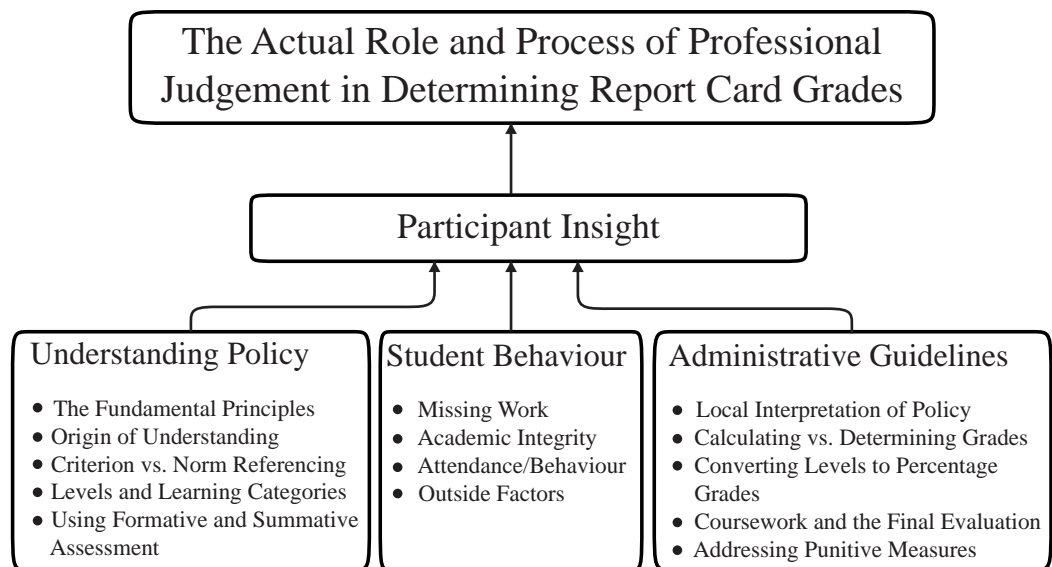 The Actual Role and Process of Professional
Judgement in Determining Report Card Grades
Participant Insight
Understanding Policy
• The Fundamental Principles
• Origin of Understanding
• Criterion vs. Norm Referencing
• Levels and Learning Categories
• Using Formative and Summative
Assessment
Student Behaviour
• Missing Work
• Academic Integrity
• Attendance/Behaviour
• Outside Factors
Administrative Guidelines
• Local Interpretation of Policy
• Calculating vs. Determining Grades
• Converting Levels to Percentage
Grades
• Coursework and the Final Evaluation
• Addressing Punitive Measures